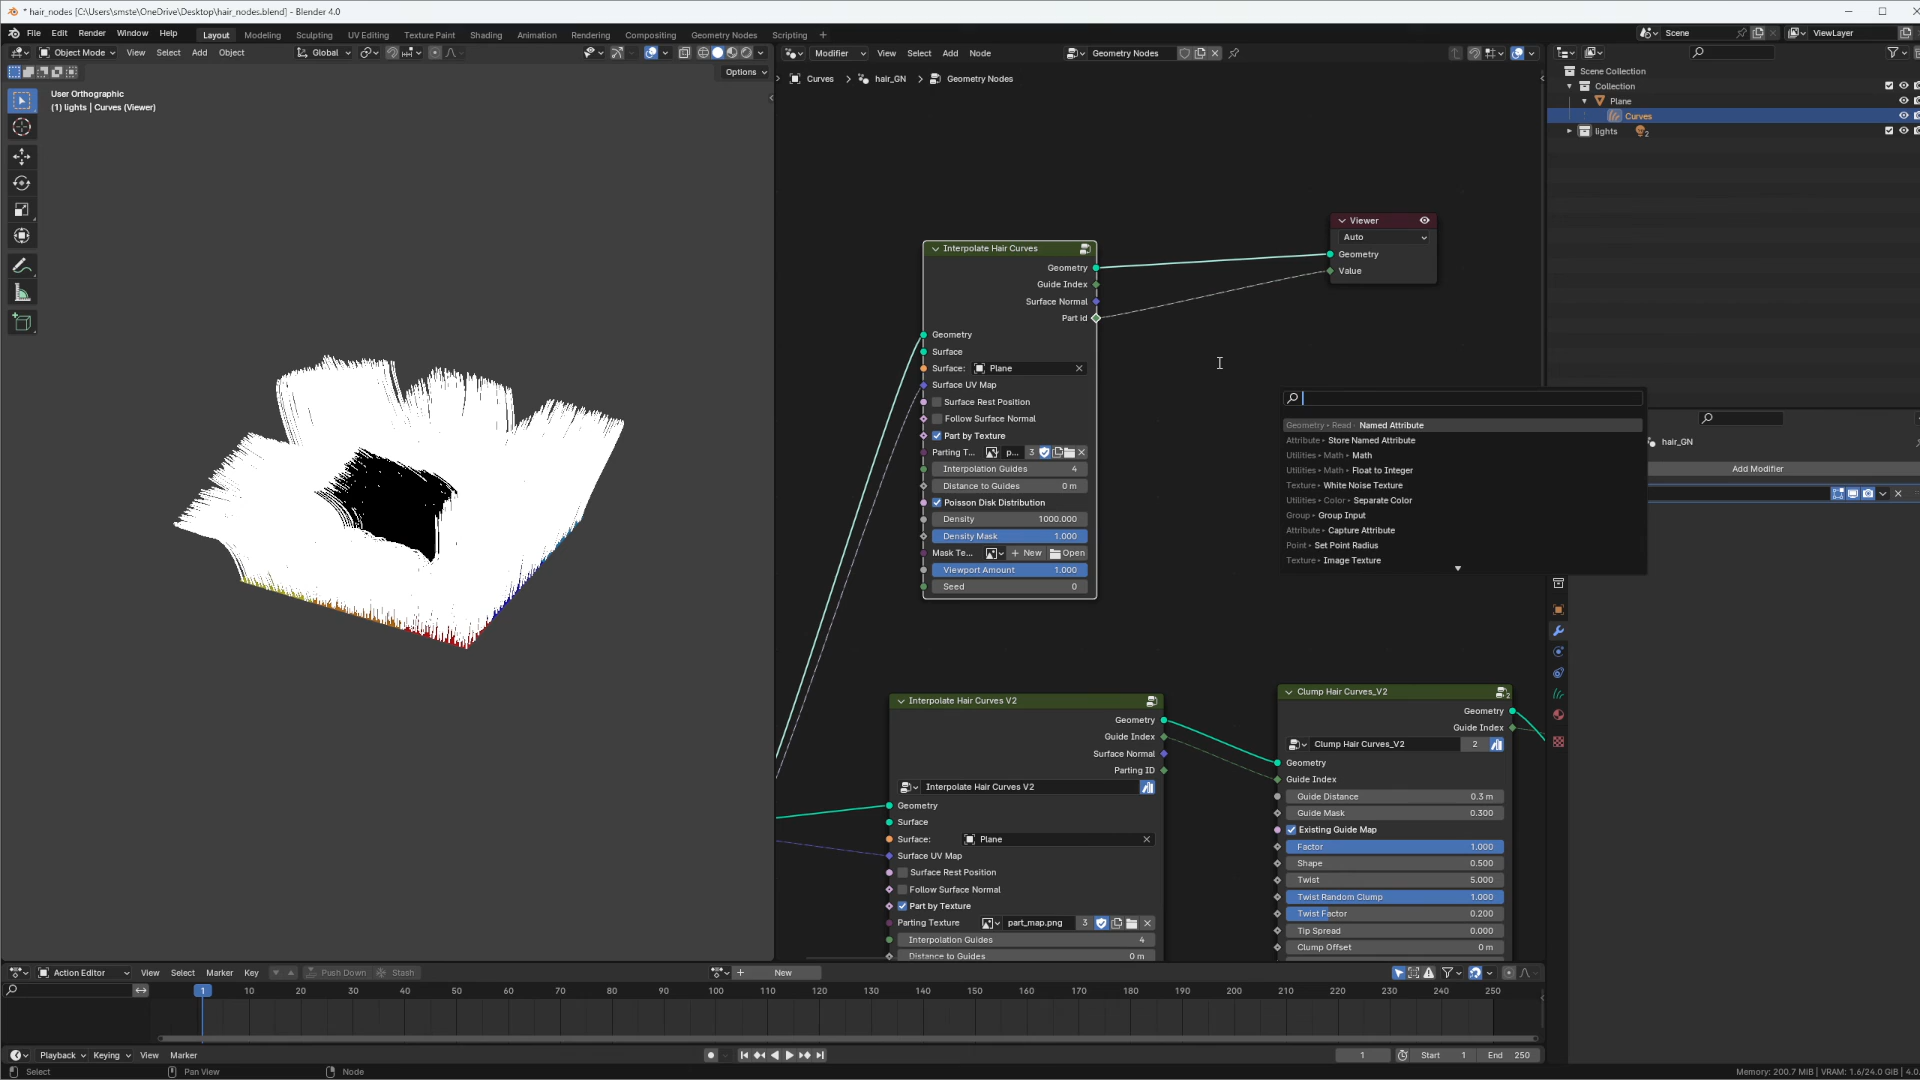 * hair_nodes [C:\Users\smste\OneDrive\Desktop\hair_nodes.blend] - Blender 4.0
File Edit Render Window Help Layout Modeling Sculpting UV Editing Texture Paint Shading Animation Rendering Compositing Geometry Nodes Scripting + Scene ViewLayer
Object Mode View Select Add Object Global Modifier View Select Add Node Geometry Nodes
Options
Curves > hair_GN > Geometry Nodes
User Orthographic
(1) lights | Curves (Viewer)
Scene Collection
Collection
Plane
Curves
lights 2
Viewer
Auto
Geometry
Value
Interpolate Hair Curves
Geometry
Guide Index
Surface Normal
Part id
Geometry
Surface
Surface: Plane
Surface UV Map
Surface Rest Position
Follow Surface Normal
Part by Texture
Parting T... p... 3
Interpolation Guides 4
Distance to Guides 0 m
Poisson Disk Distribution
Density 1000.000
Density Mask 1.000
Mask Te... + New Open
Viewport Amount 1.000
Seed 0
Geometry ▸ Read ▸ Named Attribute
Attribute ▸ Store Named Attribute
Utilities ▸ Math ▸ Math
Utilities ▸ Math ▸ Float to Integer
Texture ▸ White Noise Texture
Utilities ▸ Color ▸ Separate Color
Group ▸ Group Input
Attribute ▸ Capture Attribute
Point ▸ Set Point Radius
Texture ▸ Image Texture
hair_GN
Add Modifier
Interpolate Hair Curves V2
Geometry
Guide Index
Surface Normal
Parting ID
Interpolate Hair Curves V2
Geometry
Surface
Surface: Plane
Surface UV Map
Surface Rest Position
Follow Surface Normal
Part by Texture
Parting Texture part_map.png 3
Interpolation Guides 4
Distance to Guides 0 m
Clump Hair Curves_V2
Geometry
Guide Index
Clump Hair Curves_V2 2
Geometry
Guide Index
Guide Distance 0.3 m
Guide Mask 0.300
Existing Guide Map
Factor 1.000
Shape 0.500
Twist 5.000
Twist Random Clump 1.000
Twist Factor 0.200
Tip Spread 0.000
Clump Offset 0 m
Action Editor View Select Marker Key Push Down Stash + New
1 10 20 30 40 50 60 70 80 90 100 110 120 130 140 150 160 170 180 190 200 210 220 230 240 250
Playback Keying View Marker 1 Start 1 End 250
Select Pan View Node Memory: 200.7 MiB | VRAM: 1.6/24.0 GiB | 4.0.